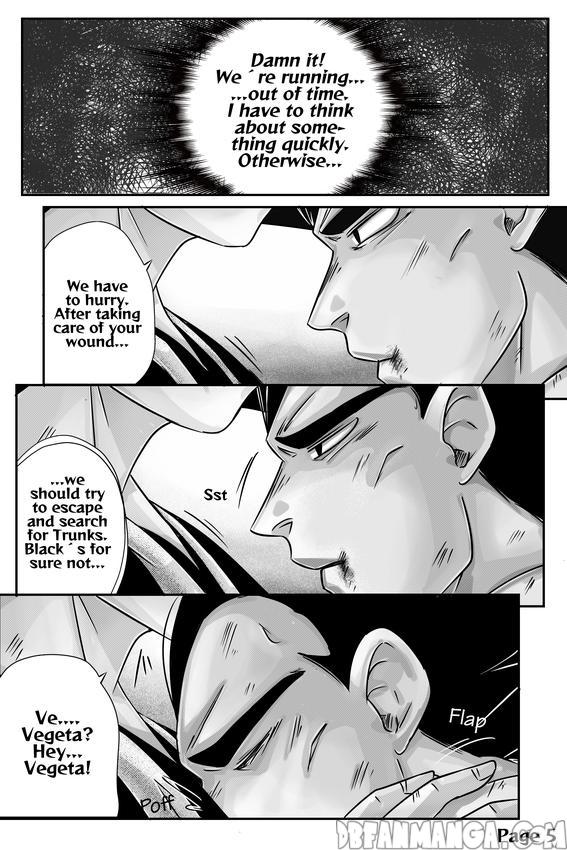 Damn it!
We´re running...
...out of time.
I have to think
about some-
thing quickly.
Otherwise...
We have
to hurry.
After taking
care of your
wound...
...we
should try
to escape
and search
for Trunks.
Black´s for
sure not...
Sst
Ve....
Vegeta?
Hey...
Vegeta!
Flap
Poff
Page 5
DBFANMANGA.COM